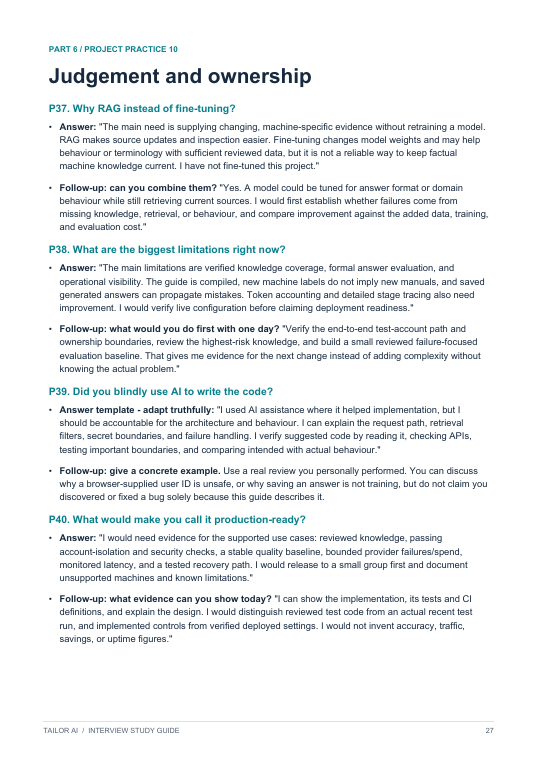 PART 6 / PROJECT PRACTICE 10
Judgement and ownership
P37. Why RAG instead of fine-tuning?
• Answer: "The main need is supplying changing, machine-specific evidence without retraining a model.
RAG makes source updates and inspection easier. Fine-tuning changes model weights and may help
behaviour or terminology with sufficient reviewed data, but it is not a reliable way to keep factual
machine knowledge current. I have not fine-tuned this project."
• Follow-up: can you combine them? "Yes. A model could be tuned for answer format or domain
behaviour while still retrieving current sources. I would first establish whether failures come from
missing knowledge, retrieval, or behaviour, and compare improvement against the added data, training,
and evaluation cost."
P38. What are the biggest limitations right now?
• Answer: "The main limitations are verified knowledge coverage, formal answer evaluation, and
operational visibility. The guide is compiled, new machine labels do not imply new manuals, and saved
generated answers can propagate mistakes. Token accounting and detailed stage tracing also need
improvement. I would verify live configuration before claiming deployment readiness."
• Follow-up: what would you do first with one day? "Verify the end-to-end test-account path and
ownership boundaries, review the highest-risk knowledge, and build a small reviewed failure-focused
evaluation baseline. That gives me evidence for the next change instead of adding complexity without
knowing the actual problem."
P39. Did you blindly use AI to write the code?
• Answer template - adapt truthfully: "I used AI assistance where it helped implementation, but I
should be accountable for the architecture and behaviour. I can explain the request path, retrieval
filters, secret boundaries, and failure handling. I verify suggested code by reading it, checking APIs,
testing important boundaries, and comparing intended with actual behaviour."
• Follow-up: give a concrete example. Use a real review you personally performed. You can discuss
why a browser-supplied user ID is unsafe, or why saving an answer is not training, but do not claim you
discovered or fixed a bug solely because this guide describes it.
P40. What would make you call it production-ready?
• Answer: "I would need evidence for the supported use cases: reviewed knowledge, passing
account-isolation and security checks, a stable quality baseline, bounded provider failures/spend,
monitored latency, and a tested recovery path. I would release to a small group first and document
unsupported machines and known limitations."
• Follow-up: what evidence can you show today? "I can show the implementation, its tests and CI
definitions, and explain the design. I would distinguish reviewed test code from an actual recent test
run, and implemented controls from verified deployed settings. I would not invent accuracy, traffic,
savings, or uptime figures."
TAILOR AI / INTERVIEW STUDY GUIDE
27